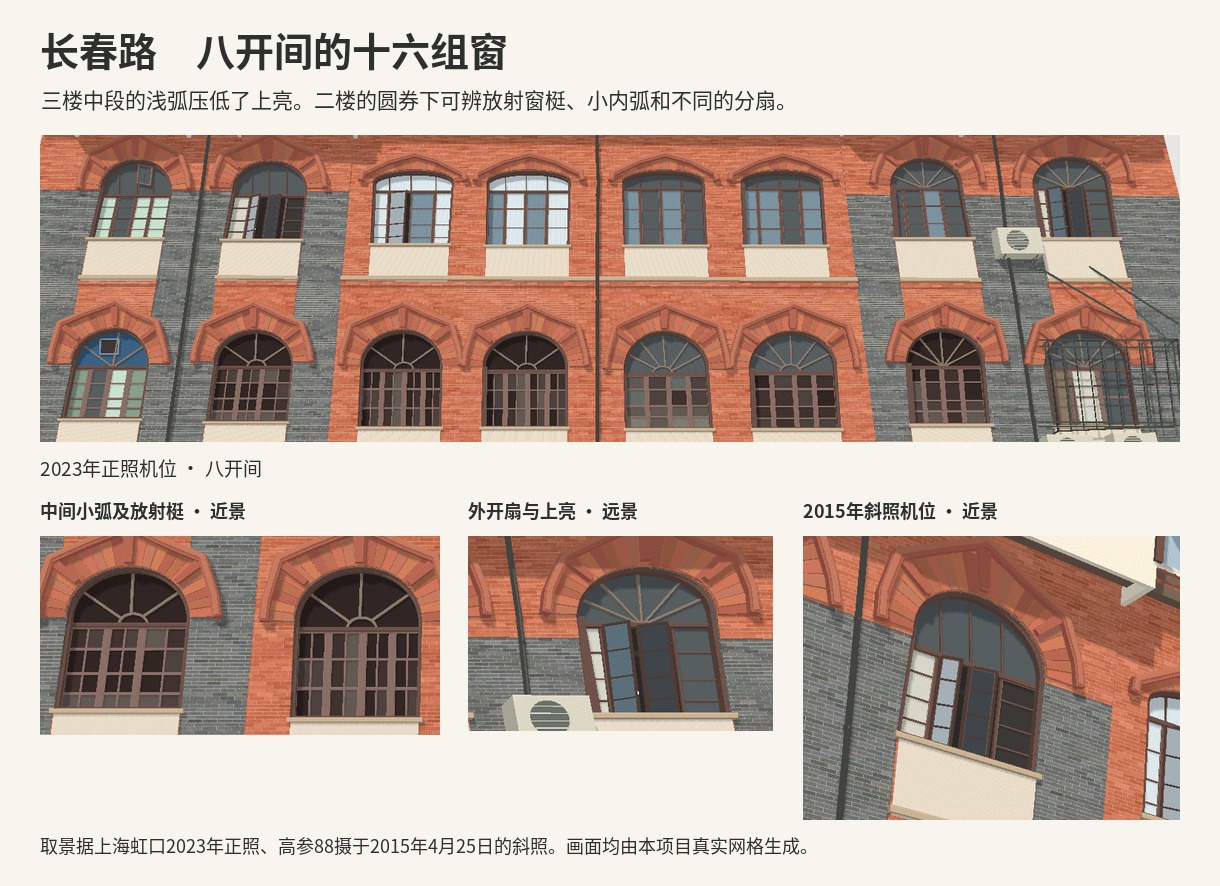 长春路　八开间的十六组窗
三楼中段的浅弧压低了上亮。二楼的圆券下可辨放射窗梃、小内弧和不同的分扇。
2023年正照机位 · 八开间
中间小弧及放射梃 · 近景
外开扇与上亮 · 远景
2015年斜照机位 · 近景
取景据上海虹口2023年正照、高参88摄于2015年4月25日的斜照。画面均由本项目真实网格生成。